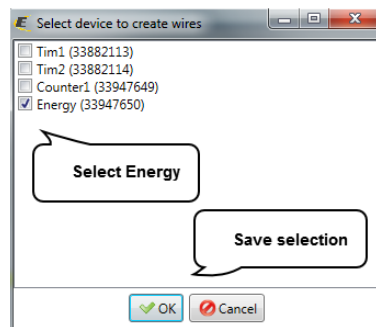 Select device to create wires
Tim1 (33882113)
Tim2 (33882114)
Counter1 (33947649)
Energy (33947650)
Select Energy
Save selection
OK Cancel